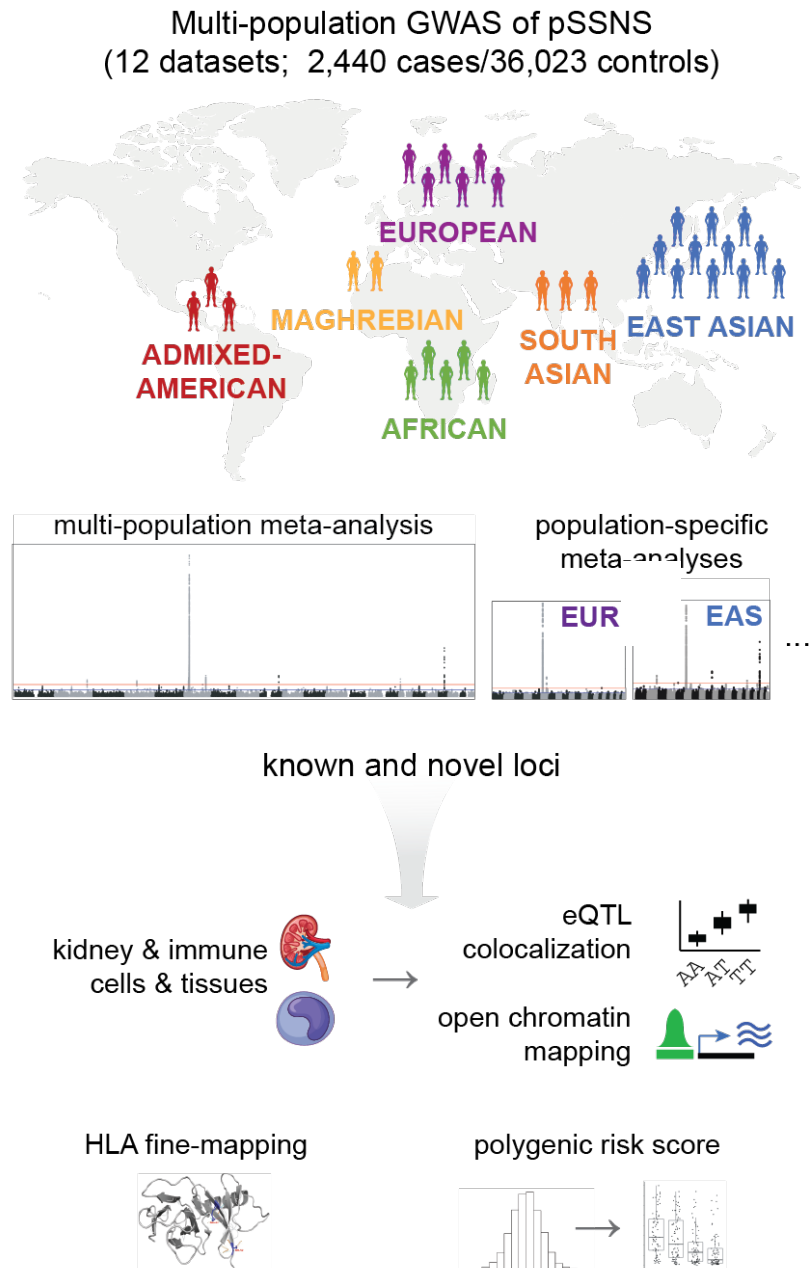 Multi-population GWAS of pSSNS
(12 datasets;  2,440 cases/36,023 controls)
EUROPEAN
MAGHREBIAN
EAST ASIAN
SOUTH
ASIAN
ADMIXED-
AMERICAN
AFRICAN
multi-population meta-analysis
population-specific
meta-analyses
EUR
EAS
...
known and novel loci
kidney & immune
cells & tissues
eQTL
colocalization
AA
AT
TT
open chromatin
mapping
HLA fine-mapping
polygenic risk score